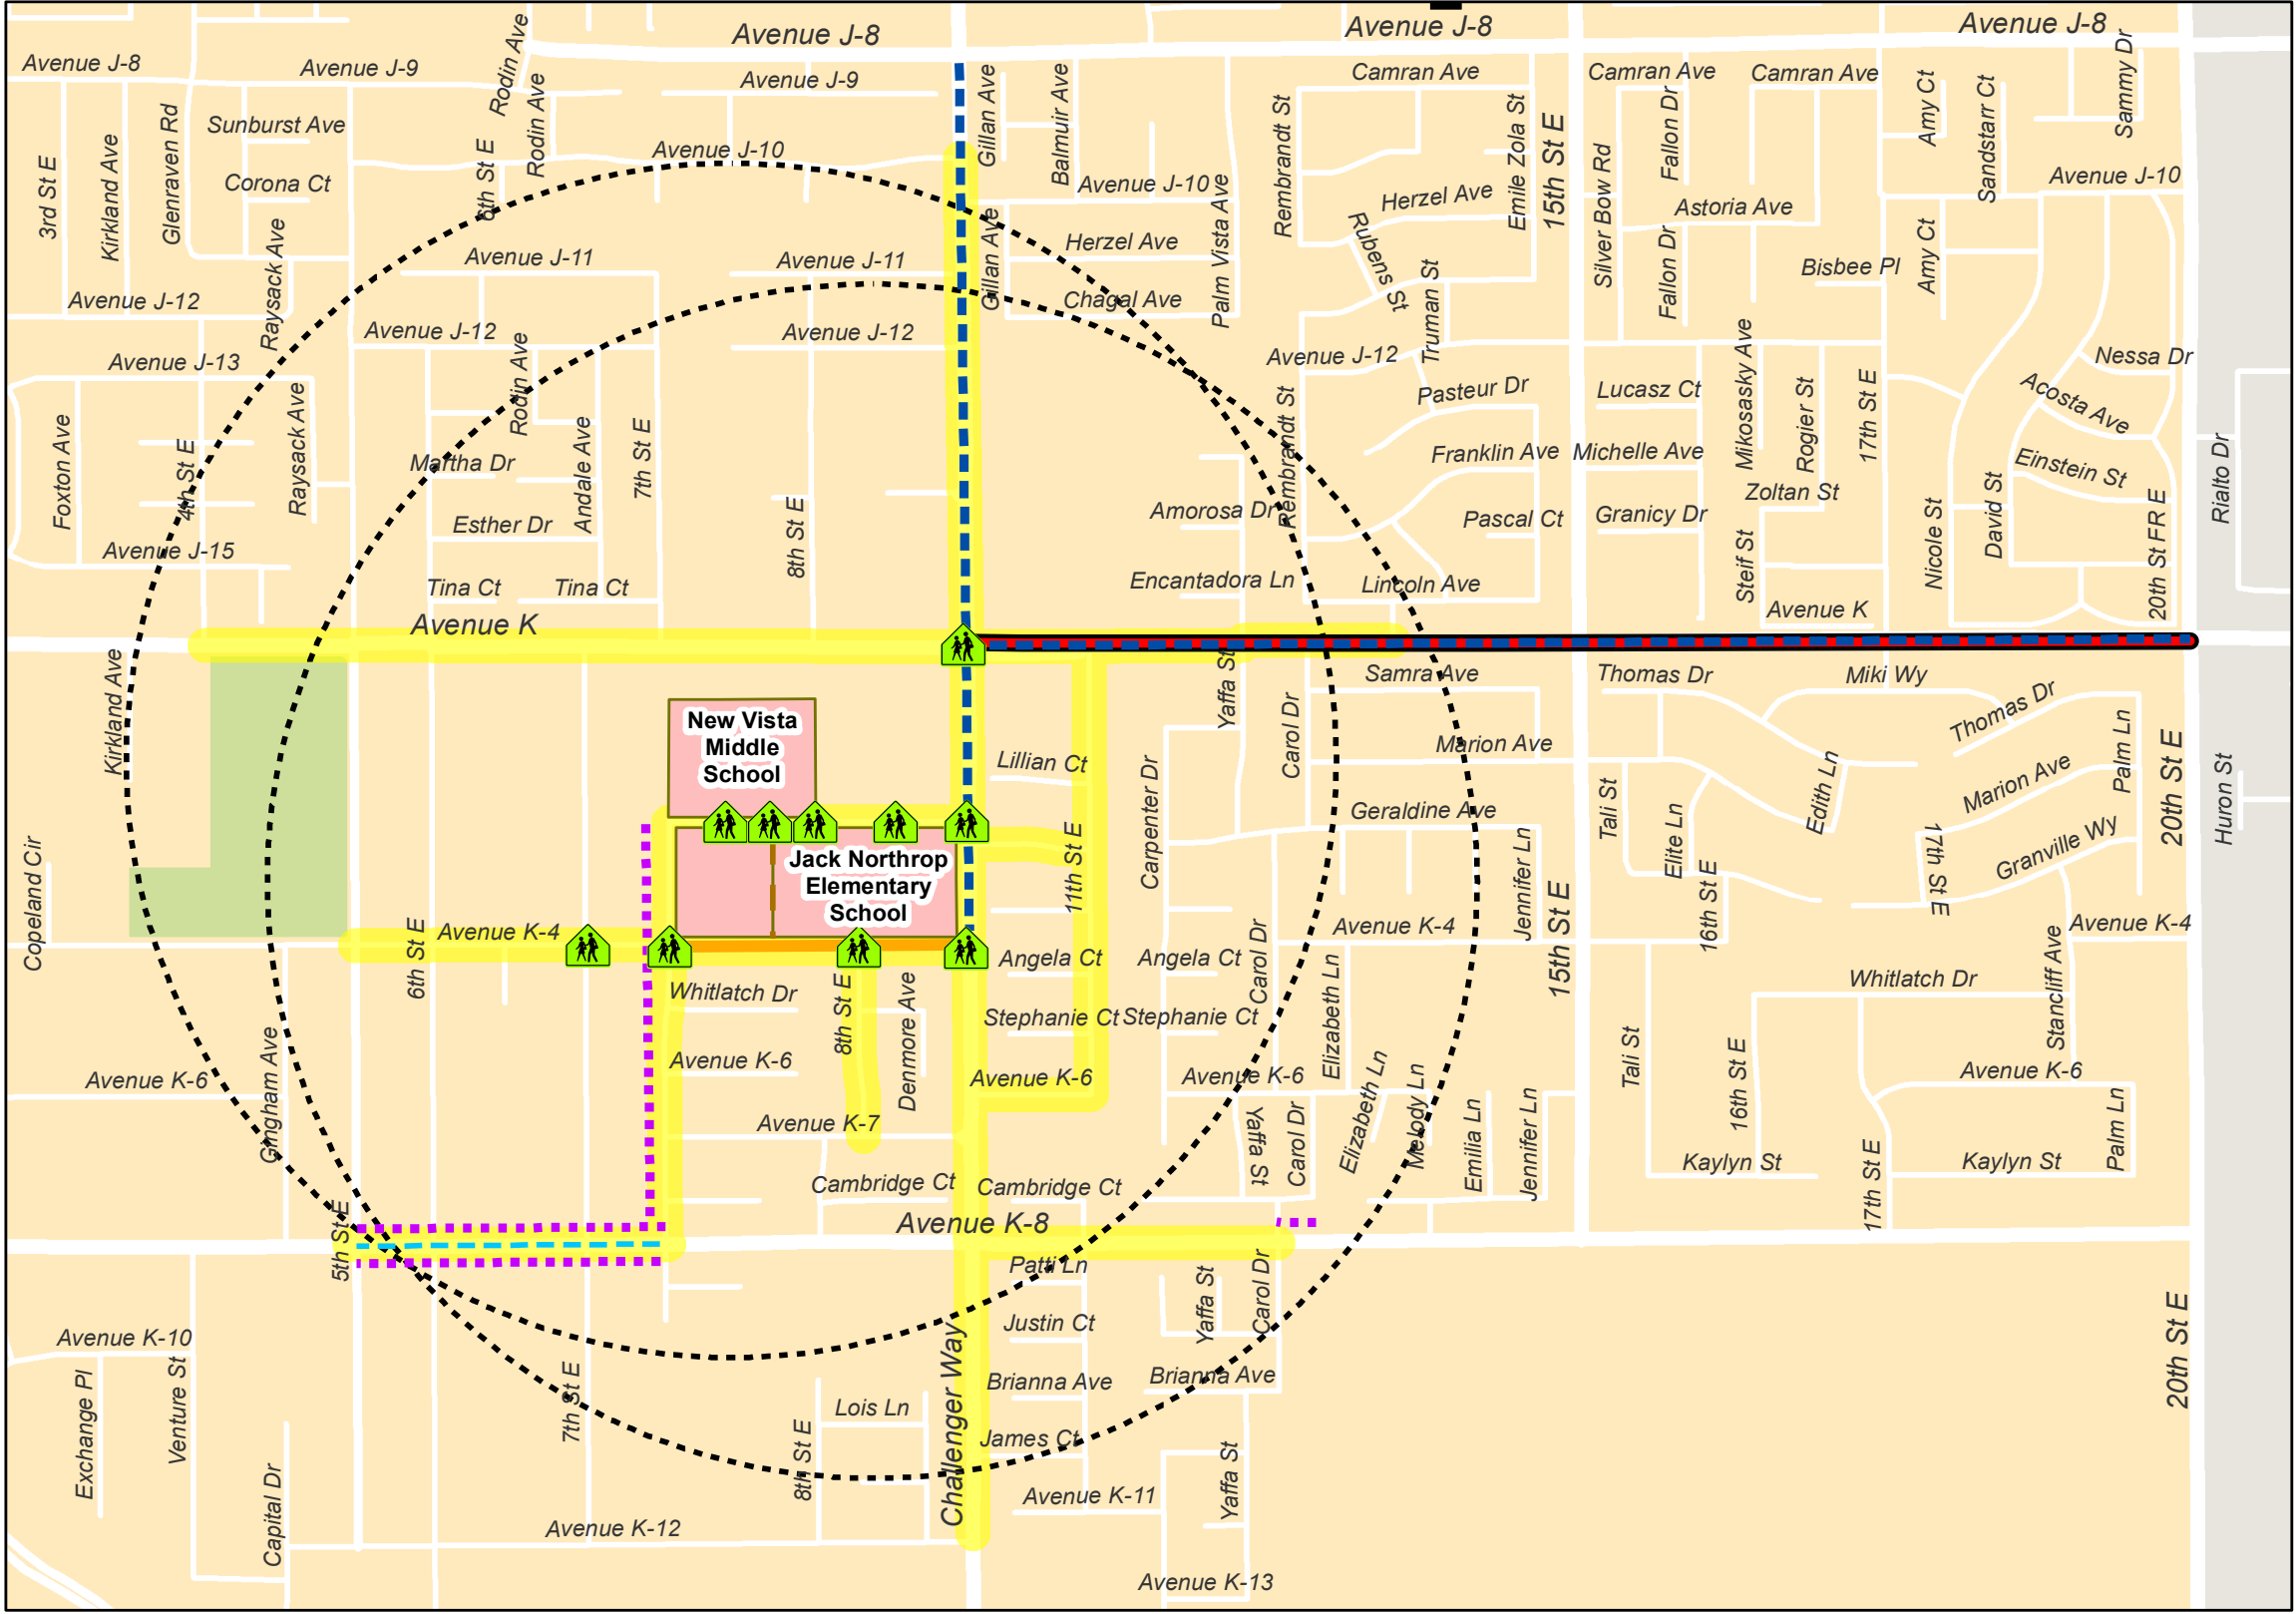 Avenue J-8
Avenue J-8
Avenue J-8
Avenue J-8
Avenue J-9
Rodin Ave
Avenue J-9
Camran Ave
Camran Ave
Camran Ave
Sammy Dr
3rd St E
Kirkland Ave
Glenraven Rd
Sunburst Ave
Corona Ct
6th St E
Rodin Ave
Avenue J-10
Gillan Ave
Balmuir Ave
Avenue J-10
Rembrandt St
Herzel Ave
Emile Zola St
15th St E
Silver Bow Rd
Fallon Dr
Astoria Ave
Amy Ct
Sandstarr Ct
Avenue J-10
Raysack Ave
Avenue J-11
Avenue J-11
Gillan Ave
Herzel Ave
Palm Vista Ave
Rubens St
Truman St
Fallon Dr
Bisbee Pl
Amy Ct
Avenue J-12
Avenue J-12
Avenue J-12
Chagal Ave
Avenue J-12
Avenue J-13
Rodin Ave
Pasteur Dr
Lucasz Ct
Mikosasky Ave
Rogier St
17th St E
Nessa Dr
Acosta Ave
Foxton Ave
4th St E
Raysack Ave
Martha Dr
Andale Ave
7th St E
Rembrandt St
Franklin Ave
Michelle Ave
Einstein St
Rialto Dr
Esther Dr
8th St E
Amorosa Dr
Pascal Ct
Granicy Dr
Zoltan St
Nicole St
David St
20th St FR E
Avenue J-15
Tina Ct
Tina Ct
Encantadora Ln
Lincoln Ave
Steif St
Avenue K
Avenue K
Kirkland Ave
New Vista
Middle
School
Yaffa St
Carol Dr
Samra Ave
Thomas Dr
Miki Wy
Thomas Dr
Palm Ln
20th St E
Huron St
Lillian Ct
Carpenter Dr
Marion Ave
Edith Ln
Marion Ave
Copeland Cir
Jack Northrop
Elementary
School
11th St E
Geraldine Ave
Jennifer Ln
Tali St
Elite Ln
16th St E
17th St E
Granville Wy
Avenue K-4
6th St E
Angela Ct
Angela Ct
Carol Dr
Avenue K-4
15th St E
Avenue K-4
Whitlatch Dr
8th St E
Denmore Ave
Stephanie Ct
Stephanie Ct
Elizabeth Ln
Whitlatch Dr
Stancliff Ave
Gingham Ave
Avenue K-6
Avenue K-6
Avenue K-6
Avenue K-6
Tali St
16th St E
Avenue K-6
Avenue K-7
Yaffa St
Carol Dr
Elizabeth Ln
Melody Ln
Emilia Ln
Jennifer Ln
Kaylyn St
17th St E
Kaylyn St
Palm Ln
Cambridge Ct
Cambridge Ct
5th St E
Avenue K-8
Patti Ln
Yaffa St
Carol Dr
Avenue K-10
Exchange Pl
Venture St
7th St E
Justin Ct
Brianna Ave
Brianna Ave
20th St E
Lois Ln
8th St E
Challenger Way
James Ct
Capital Dr
Avenue K-12
Avenue K-11
Yaffa St
Avenue K-13